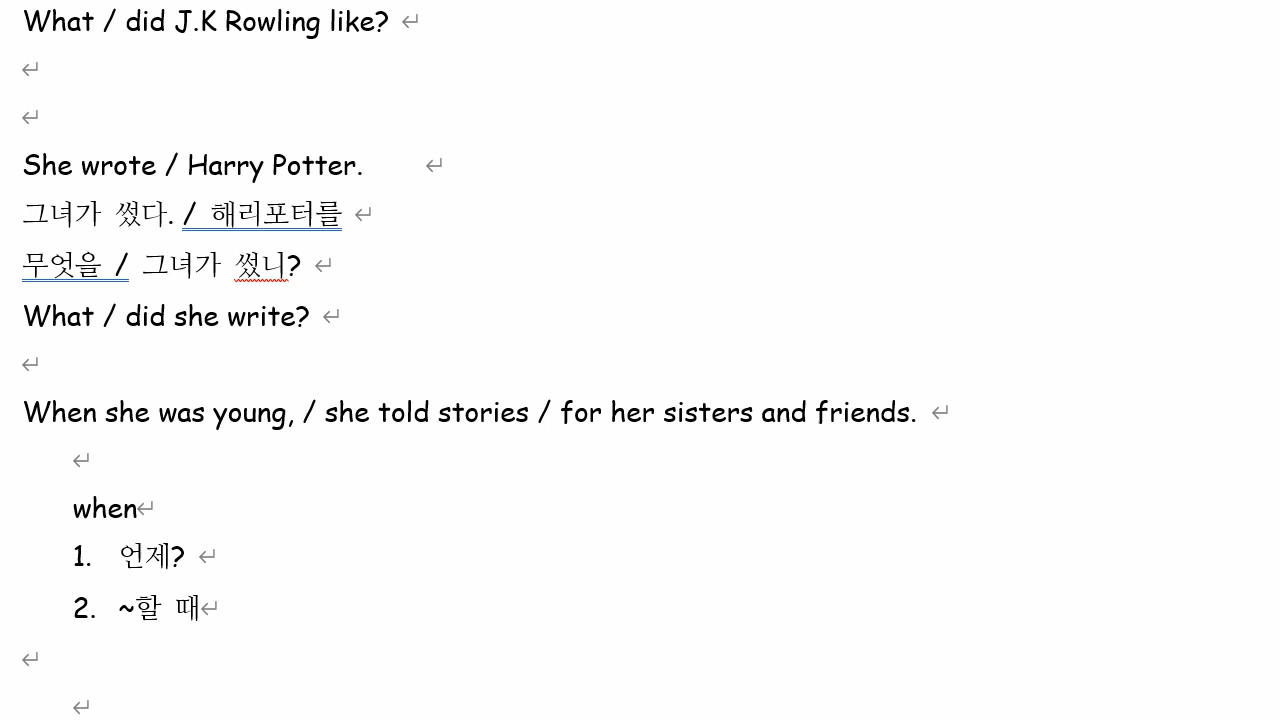 What / did J.K Rowling like?
She wrote / Harry Potter.
그녀가 썼다. / 해리포터를
무엇을 / 그녀가 썼니?
What / did she write?
When she was young, / she told stories / for her sisters and friends.
when
1. 언제?
2. ~할 때